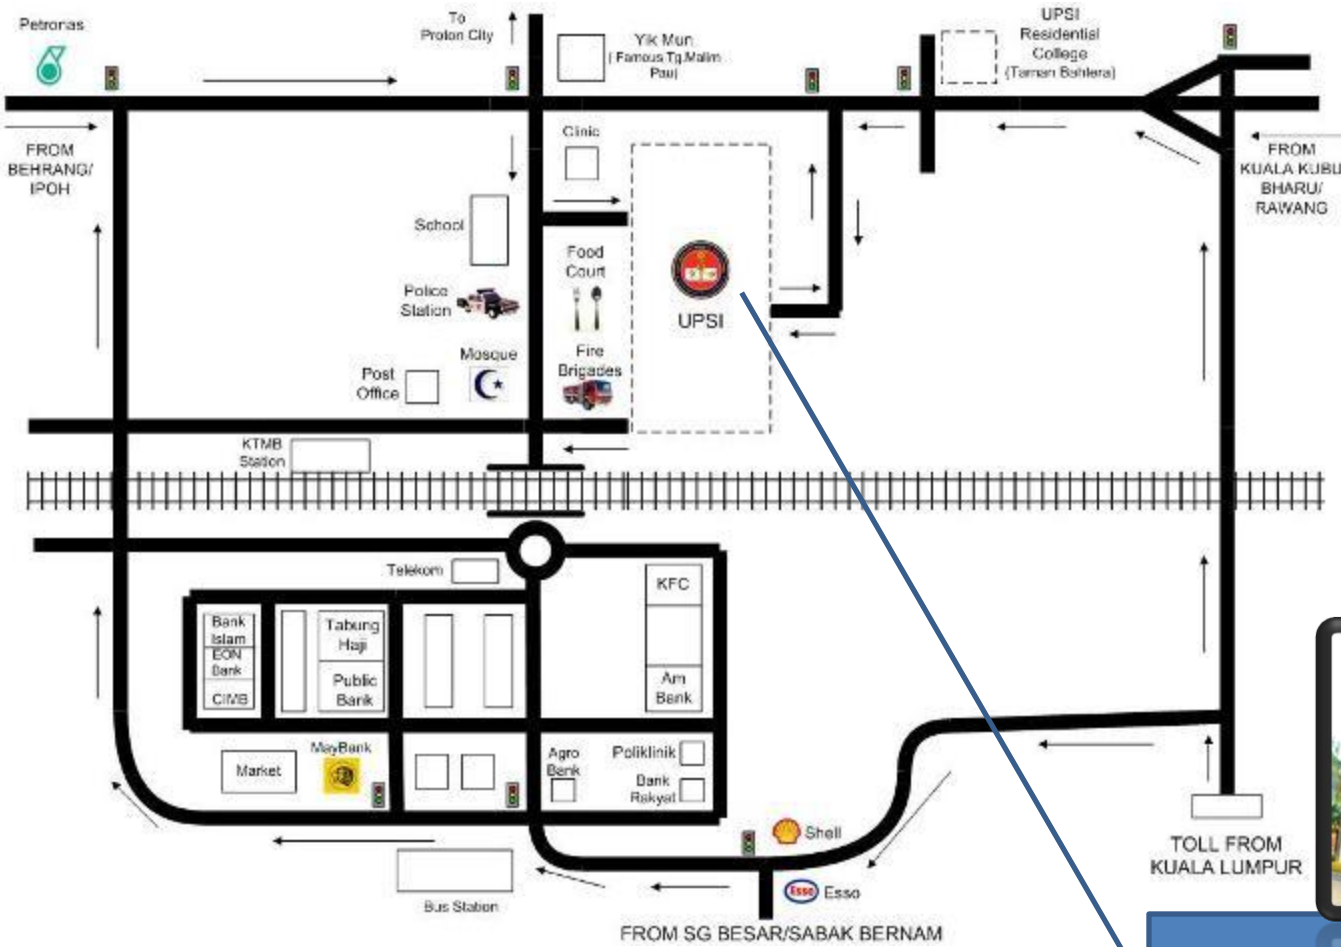 Petronas
To
Proton City
Yik Mun
( Famous Tg.Malim
Pau)
UPSI
Residential
College
(Taman Bahtera)
FROM
BEHRANG/
IPOH
Clinic
FROM
KUALA KUBU
BHARU/
RAWANG
School
Food
Court
Police
Station
UPSI
Mosque
Fire
Brigades
Post
Office
KTMB
Station
Telekom
KFC
Bank
Islam
EON
Bank
CIMB
Tabung
Haji
Public
Bank
Am
Bank
MayBank
Market
Agro
Bank
Poliklinik
Bank
Rakyat
Shell
TOLL FROM
KUALA LUMPUR
Esso
Esso
Bus Station
FROM SG BESAR/SABAK BERNAM